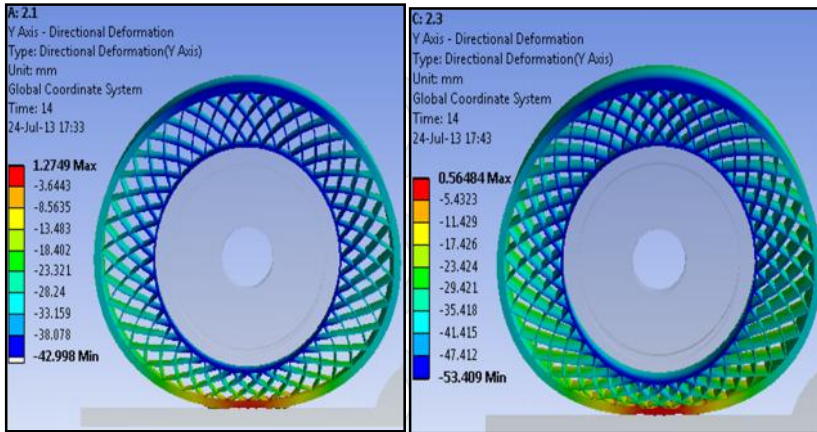 A: 2.1
Y Axis - Directional Deformation
Type: Directional Deformation(Y Axis)
Unit: mm
Global Coordinate System
Time: 14
24-Jul-13 17:33
1.2749 Max
-3.6443
-8.5635
-13.483
-18.402
-23.321
-28.24
-33.159
-38.078
-42.998 Min
C: 2.3
Y Axis - Directional Deformation
Type: Directional Deformation(Y Axis)
Unit: mm
Global Coordinate System
Time: 14
24-Jul-13 17:43
0.56484 Max
-5.4323
-11.429
-17.426
-23.424
-29.421
-35.418
-41.415
-47.412
-53.409 Min